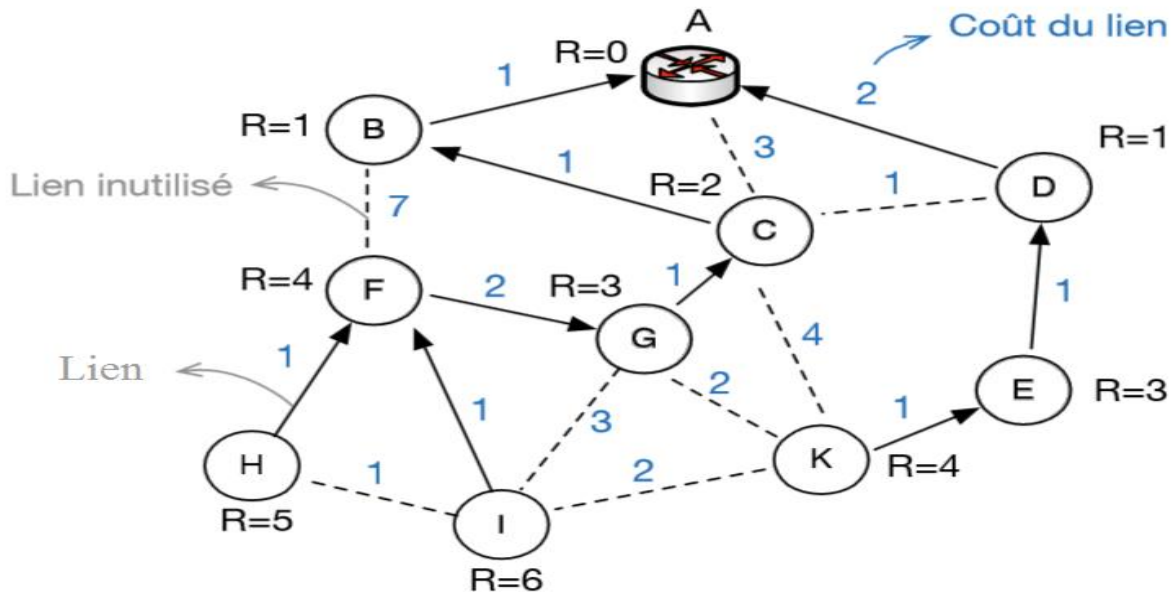 A
Coût du lien
R=0
1
2
B
R=1
3
R=1
1
R=2
1
D
Lien inutilisé
7
C
R=4
F
2
R=3
1
1
G
4
Lien
1
2
E
R=3
1
3
1
H
K
R=4
1
2
R=5
I
R=6